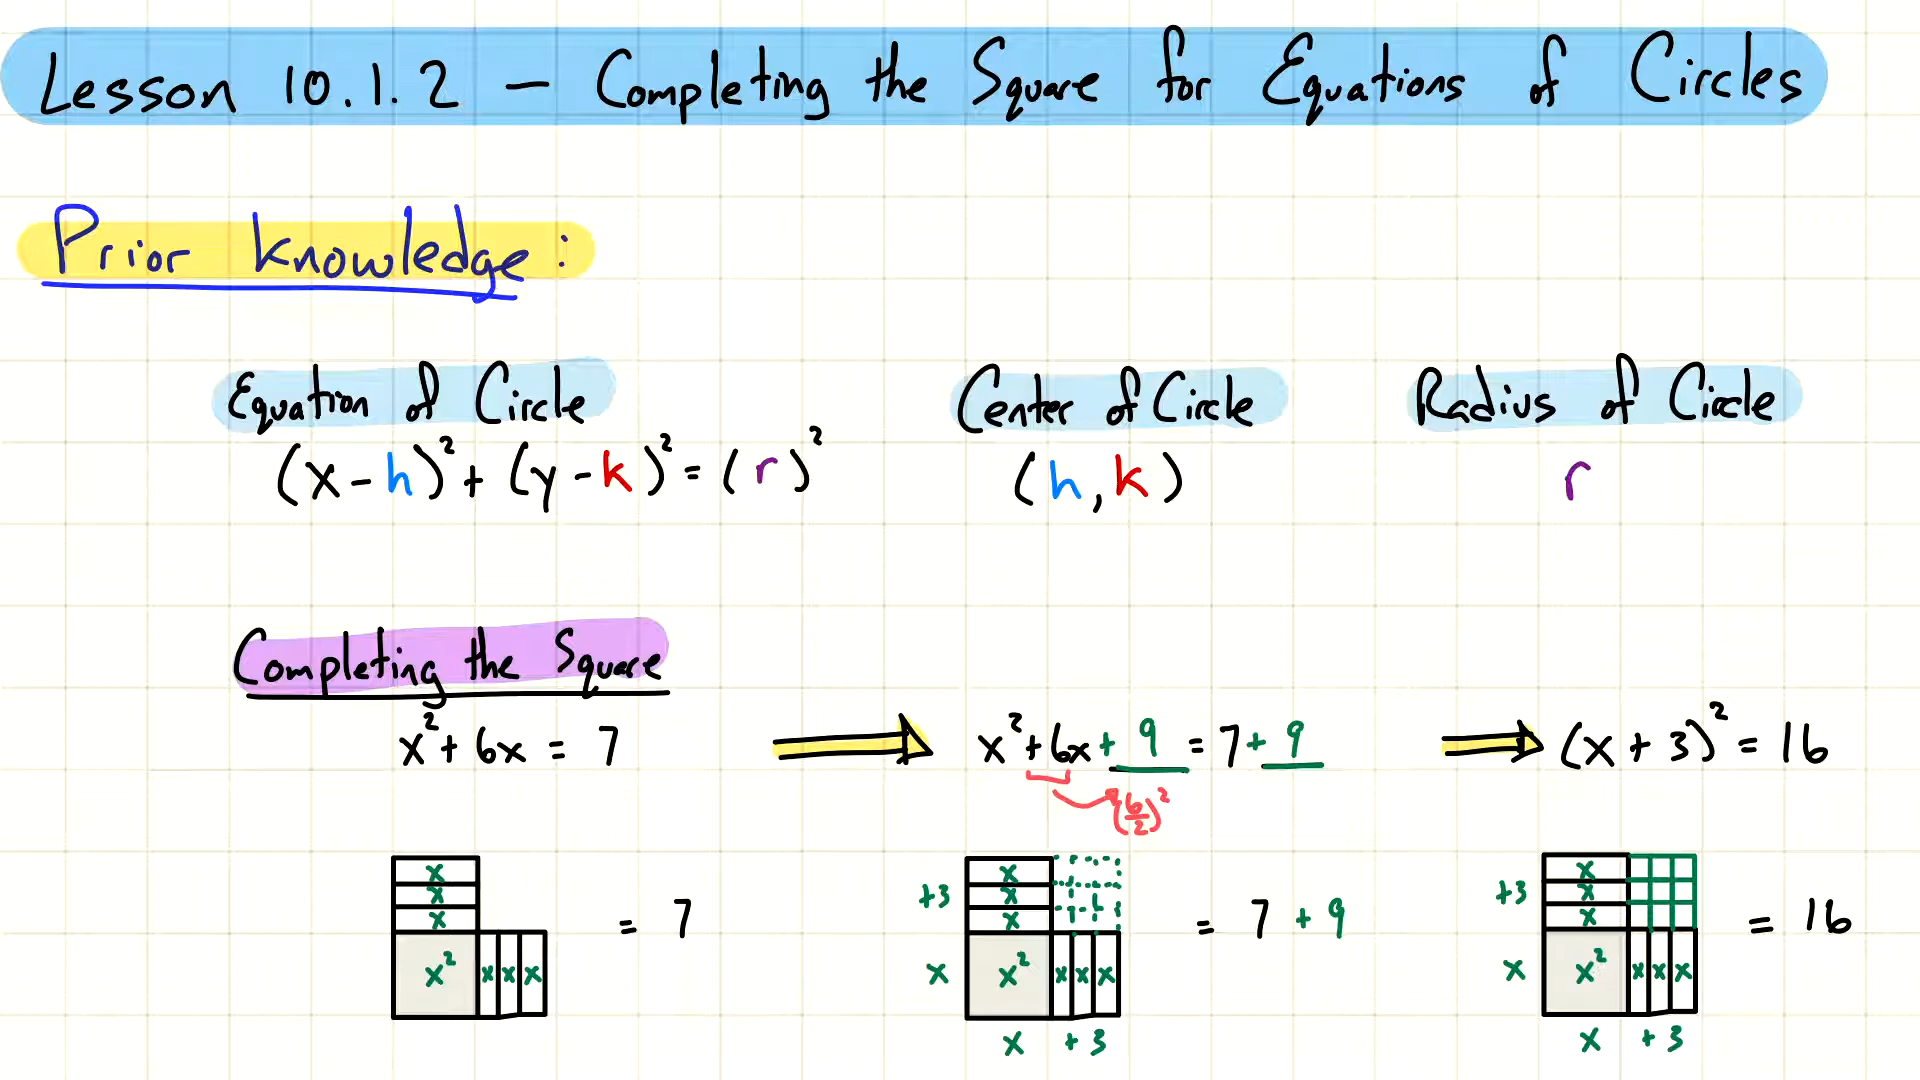 Lesson 10.1.2 – Completing the Square for Equations of Circles
Prior knowledge:
Equation of Circle Center of Circle Radius of Circle
(x-h)²+(y-k)²=(r)² (h,k) r
Completing the Square
x²+6x=7 x²+6x+9=7+9 (x+3)²=16
(6/2)²
x x x
x +3 x +3 x
x x x
= 7 = 7 + 9 = 16
x² x x x x x² x x x x x² x x x
x +3 x +3